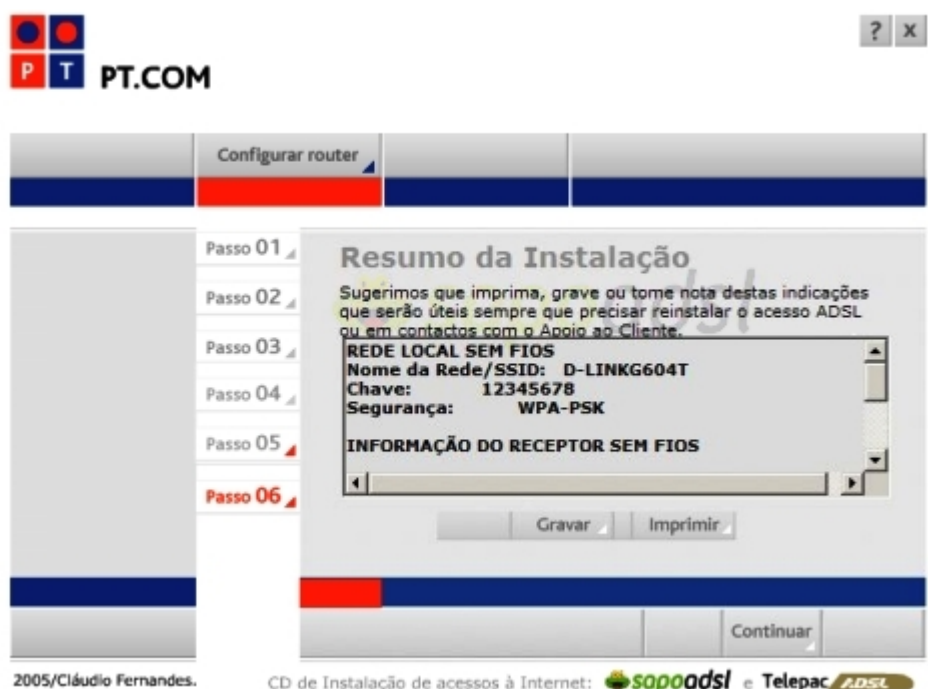 ? x
P T PT.COM
Configurar router
Passo 01
Passo 02
Passo 03
Passo 04
Passo 05
Passo 06
Resumo da Instalação
adsl
Sugerimos que imprima, grave ou tome nota destas indicações
que serão úteis sempre que precisar reinstalar o acesso ADSL
ou em contactos com o Apoio ao Cliente.
REDE LOCAL SEM FIOS
Nome da Rede/SSID: D-LINKG604T
Chave: 12345678
Segurança: WPA-PSK
INFORMAÇÃO DO RECEPTOR SEM FIOS
Gravar Imprimir
Continuar
2005/Cláudio Fernandes. CD de Instalação de acessos à Internet: sapoadsl e Telepac ADSL